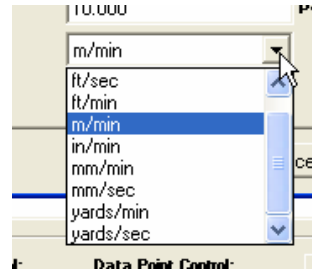 10.000
m/min
ft/sec
ft/min
m/min
in/min
mm/min
mm/sec
yards/min
yards/sec
Data Point Control: